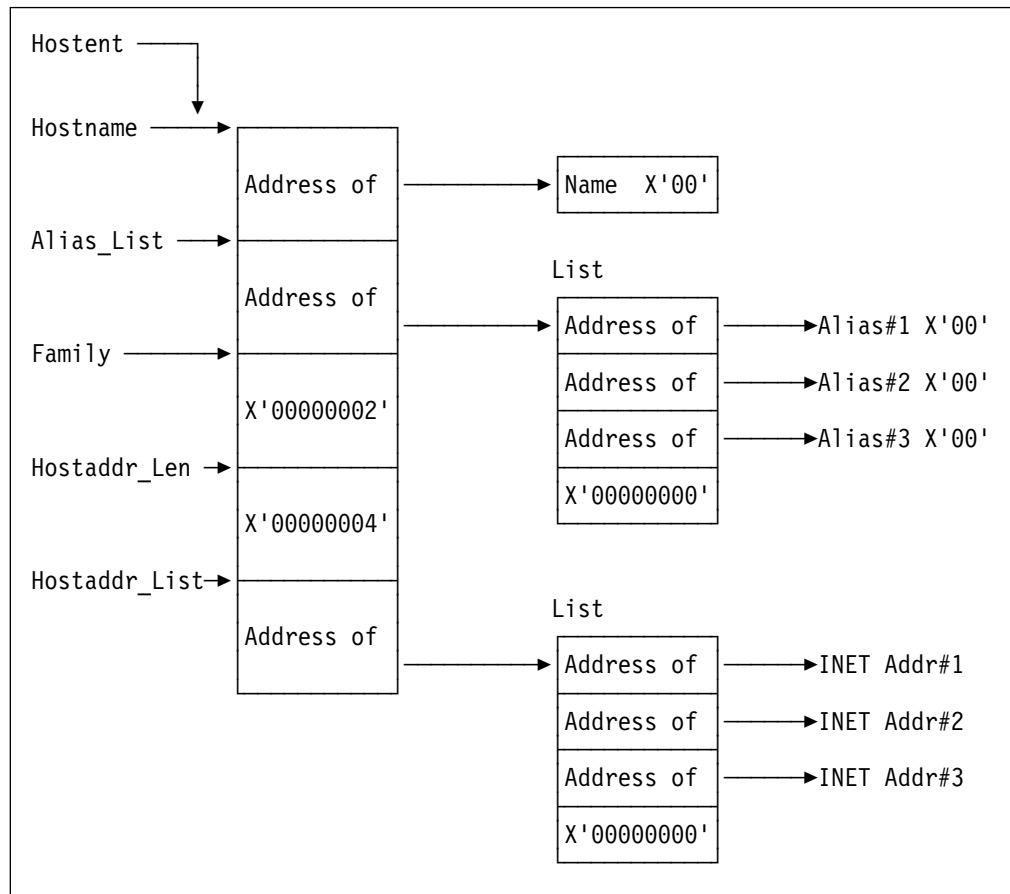 Hostent
Hostname
Address of
Name X'00'
Alias_List
List
Address of
Address of
Alias#1 X'00'
Family
Address of
Alias#2 X'00'
X'00000002'
Address of
Alias#3 X'00'
Hostaddr_Len
X'00000000'
X'00000004'
Hostaddr_List
List
Address of
Address of
INET Addr#1
Address of
INET Addr#2
Address of
INET Addr#3
X'00000000'